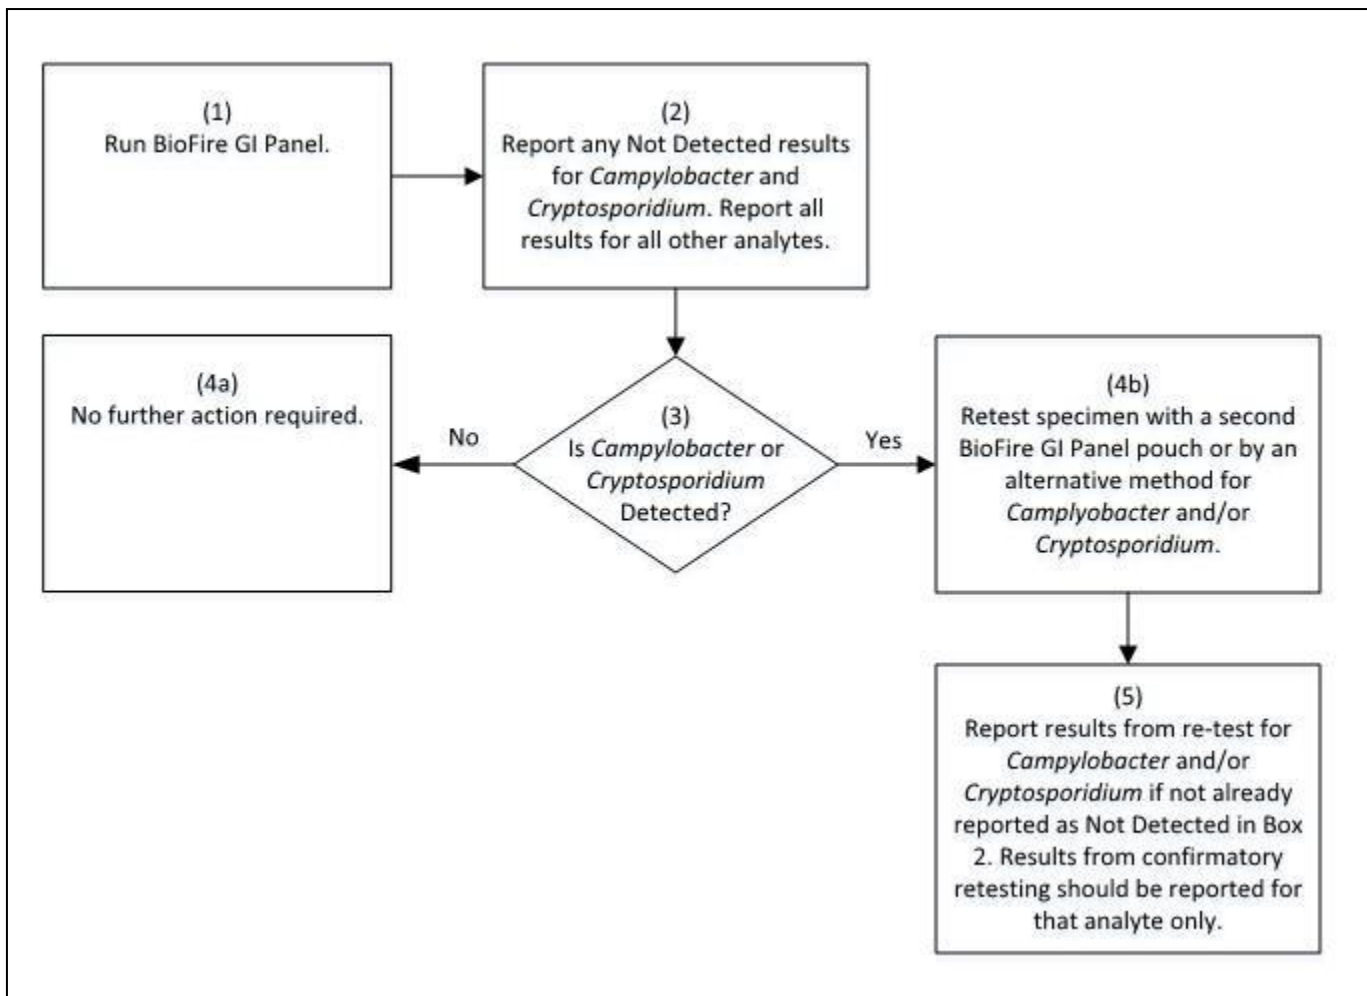 (1)
Run BioFire GI Panel.
(2)
Report any Not Detected results
for Campylobacter and
Cryptosporidium. Report all
results for all other analytes.
(3)
Is Campylobacter or
Cryptosporidium
Detected?
No
Yes
(4a)
No further action required.
(4b)
Retest specimen with a second
BioFire GI Panel pouch or by an
alternative method for
Camplyobacter and/or
Cryptosporidium.
(5)
Report results from re-test for
Campylobacter and/or
Cryptosporidium if not already
reported as Not Detected in Box
2. Results from confirmatory
retesting should be reported for
that analyte only.